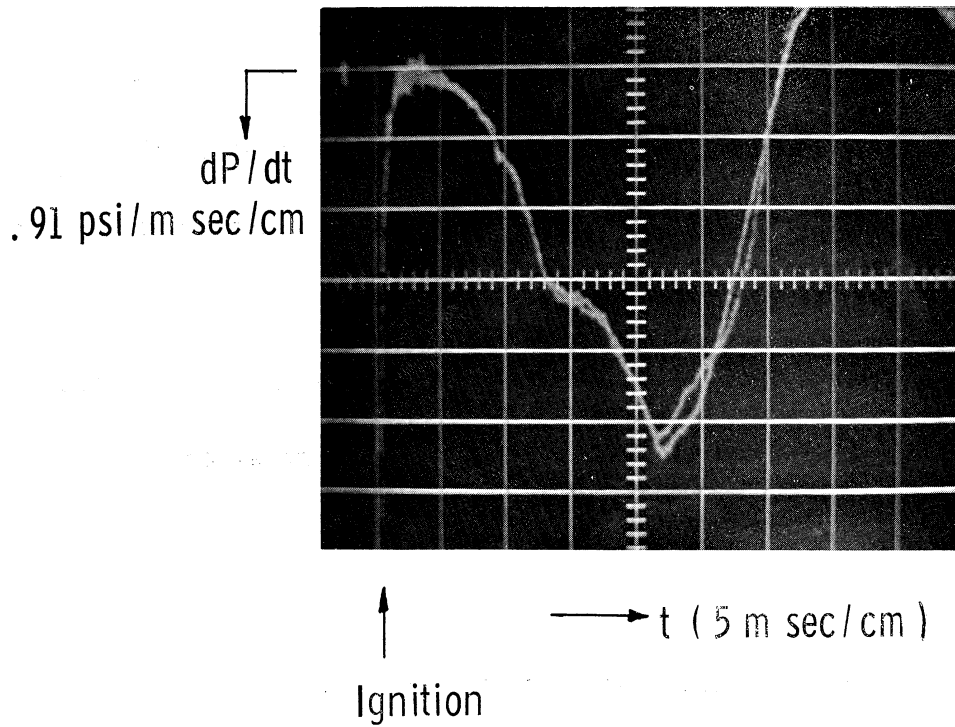 dP/dt
.91 psi/m sec/cm
t (5 m sec/cm)
Ignition